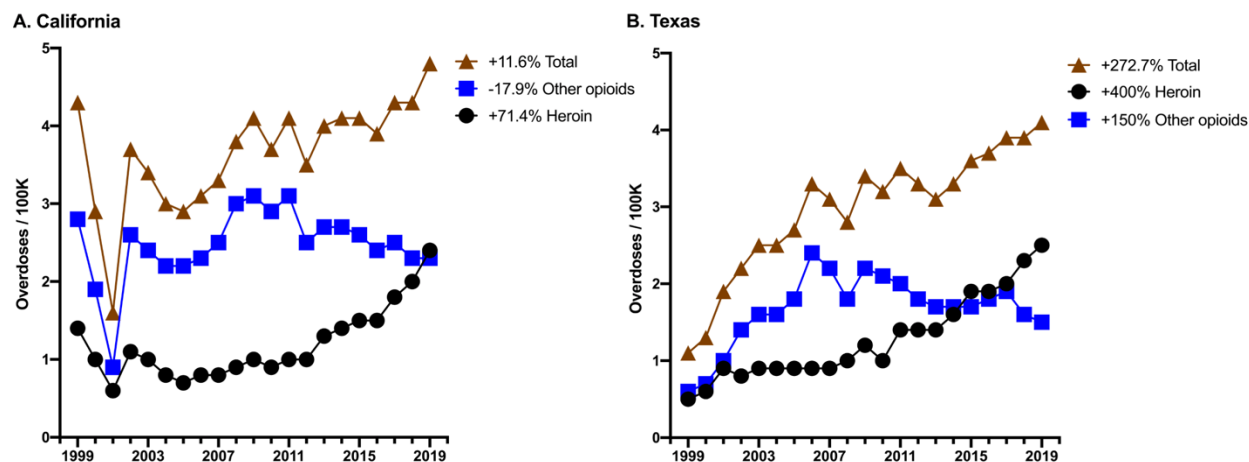 A. California
5
4
3
2
1
0
Overdoses / 100K
1999
2003
2007
2011
2015
2019
+11.6% Total
-17.9% Other opioids
+71.4% Heroin
B. Texas
5
4
3
2
1
0
Overdoses / 100K
1999
2003
2007
2011
2015
2019
+272.7% Total
+400% Heroin
+150% Other opioids